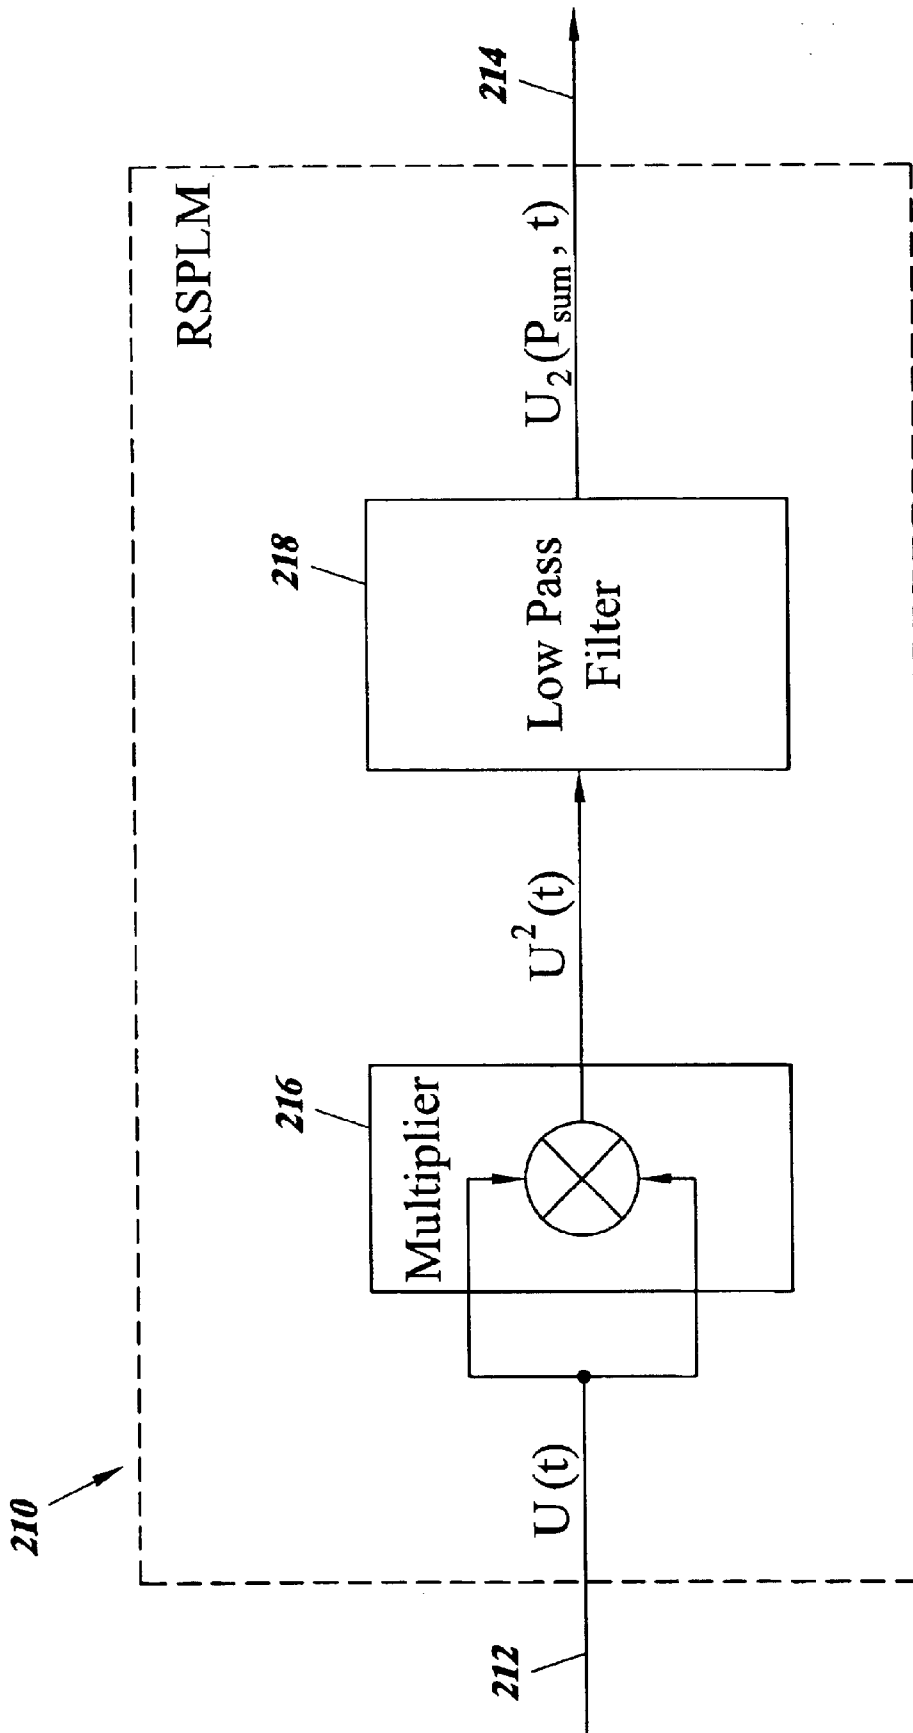 210
RSPLM
216
218
Multiplier
Low Pass
Filter
212
U(t)
U²(t)
U₂(Pₛᵤₘ, t)
214